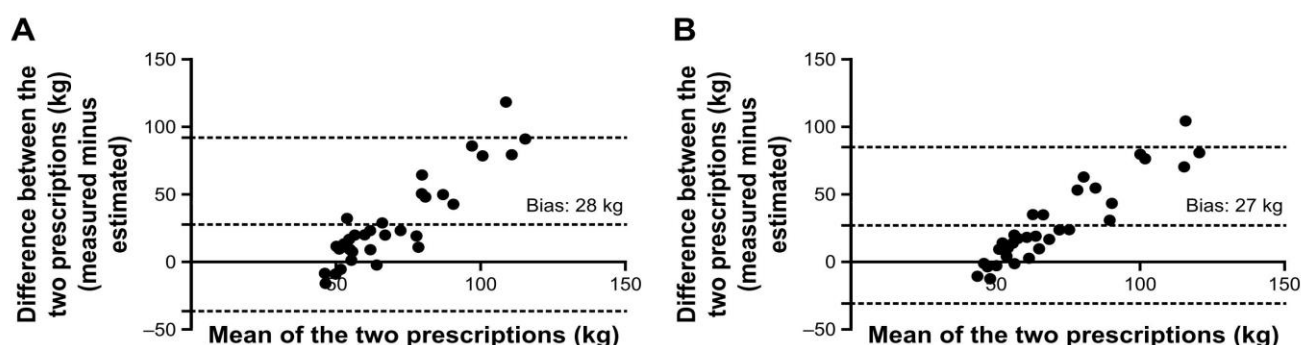 A
Difference between the
two prescriptions (kg)
(measured minus
estimated)
150
100
50
0
–50
Bias: 28 kg
50
100
150
Mean of the two prescriptions (kg)
B
Difference between the
two prescriptions (kg)
(measured minus
estimated)
150
100
50
0
–50
Bias: 27 kg
50
100
150
Mean of the two prescriptions (kg)